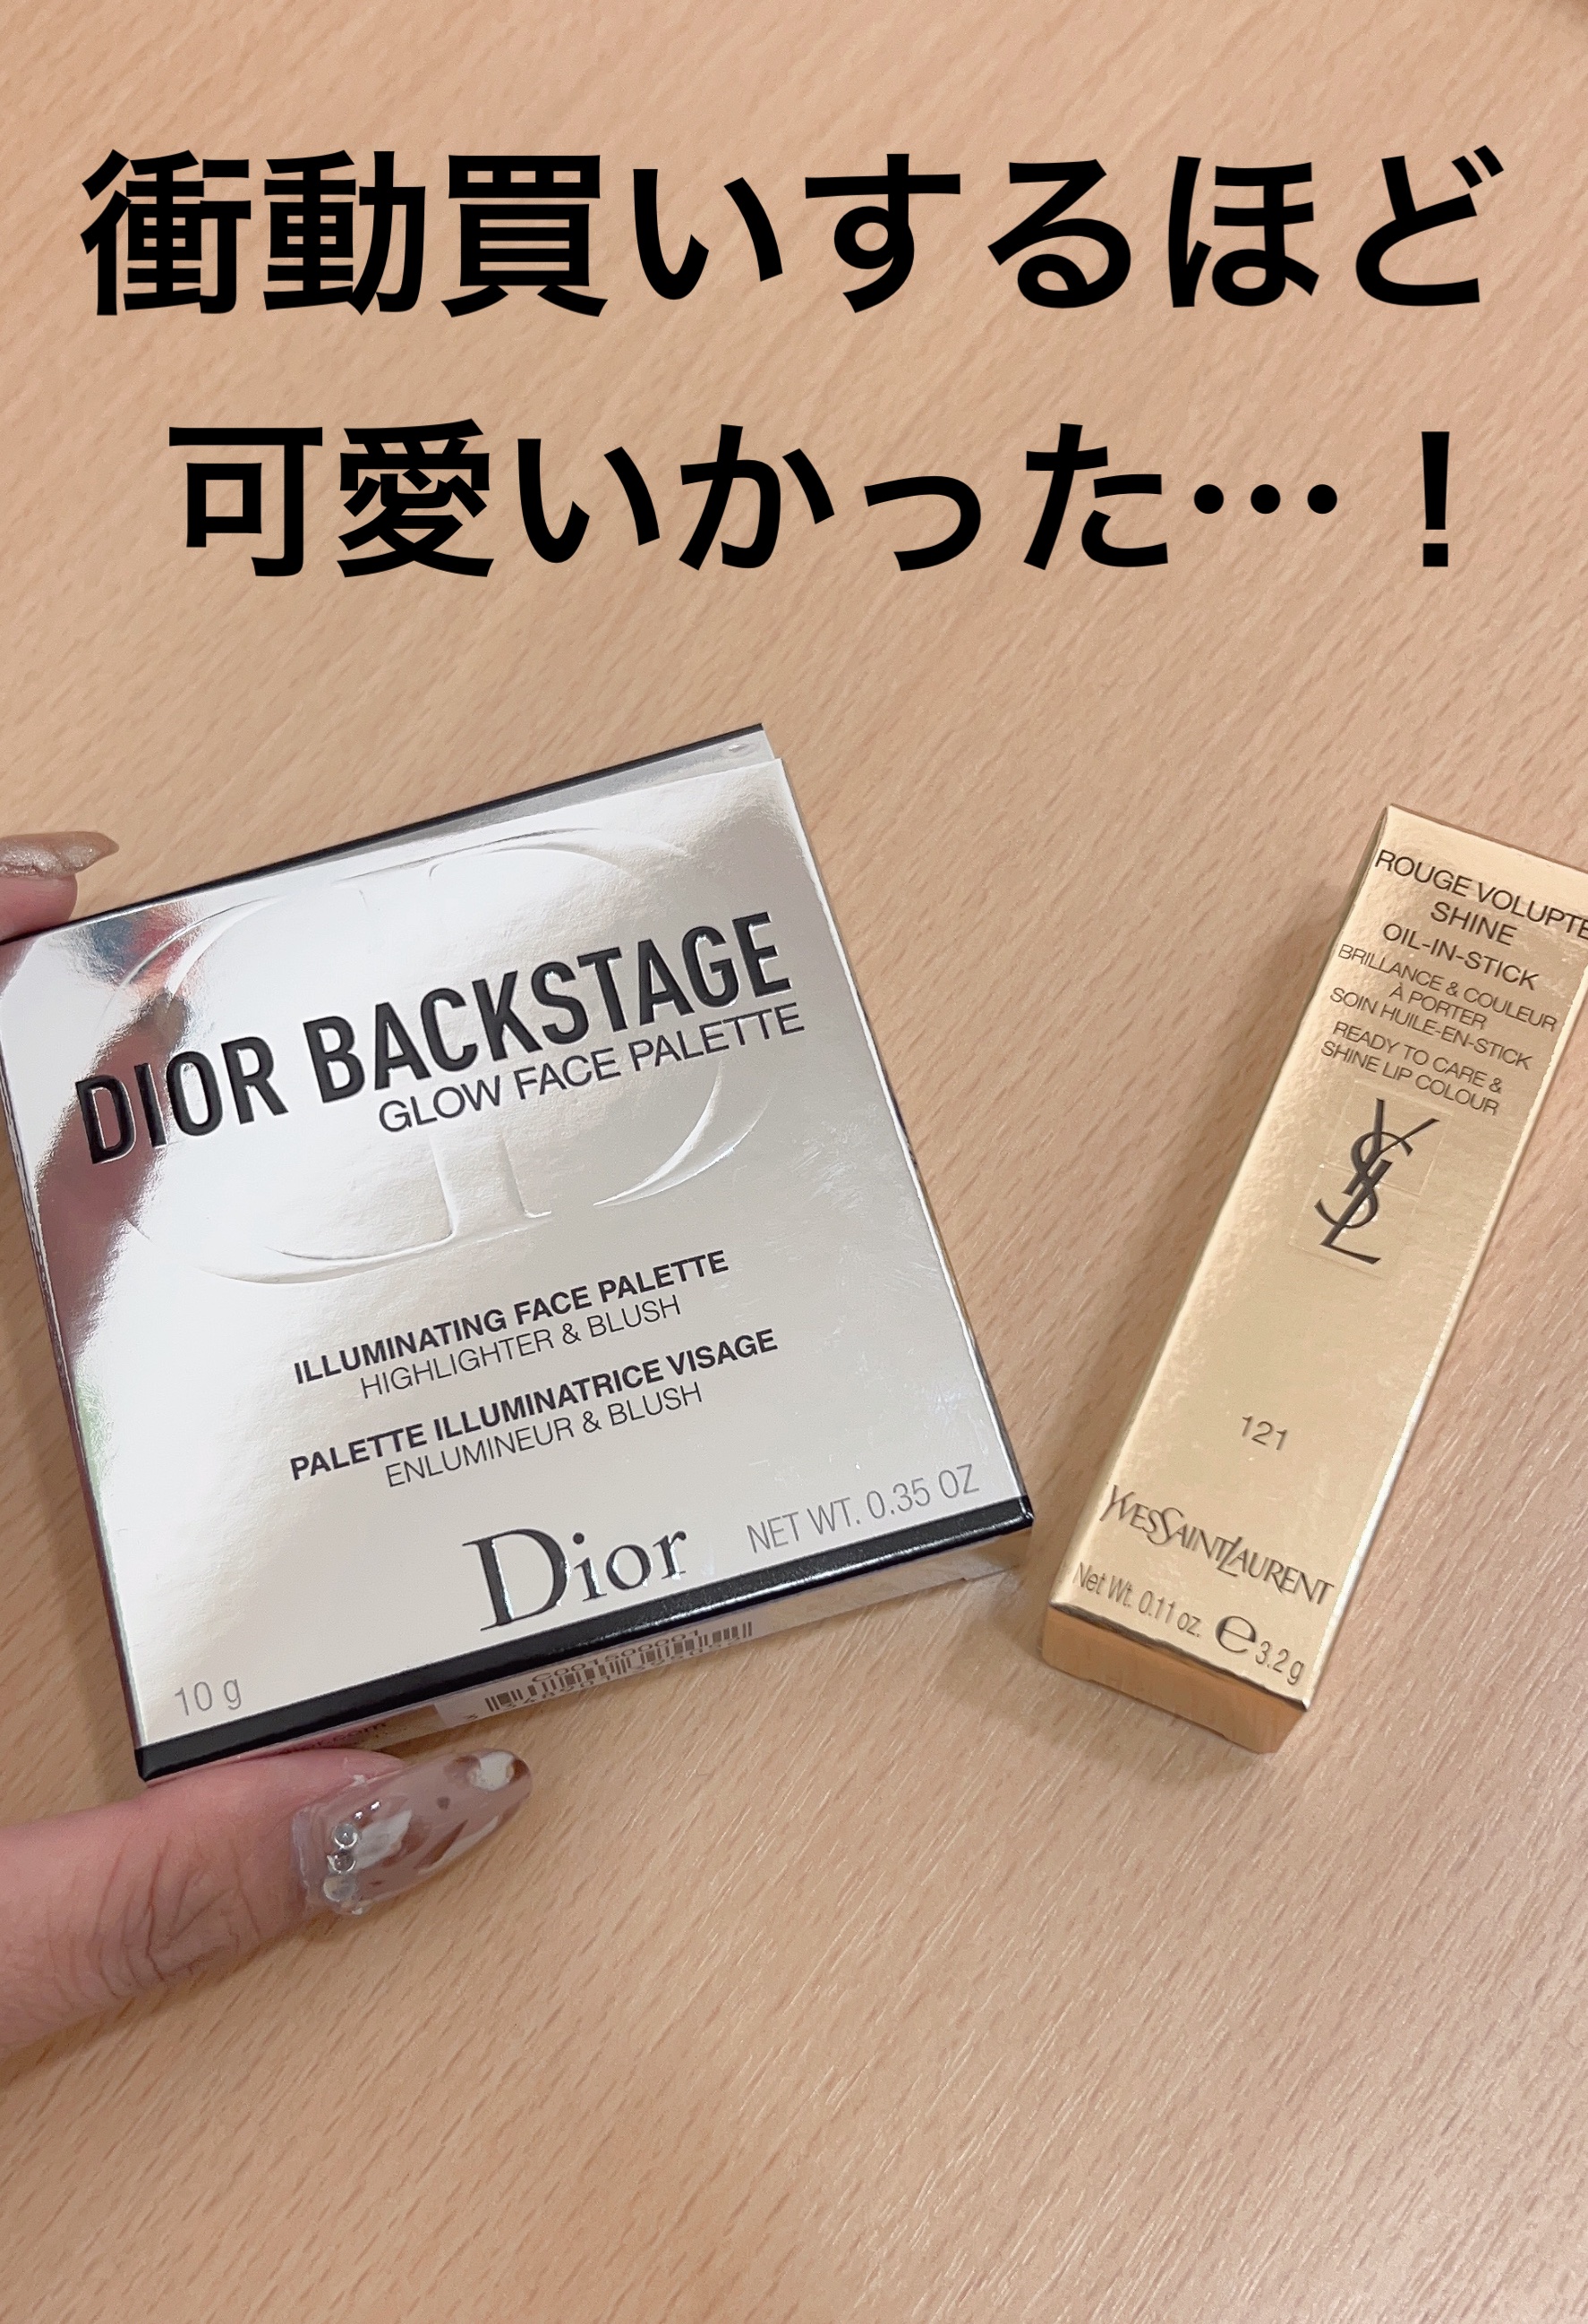 衝動買いするほど
可愛いかった…！
DIOR BACKSTAGE
GLOW FACE PALETTE
ILLUMINATING FACE PALETTE
HIGHLIGHTER & BLUSH
PALETTE ILLUMINATRICE VISAGE
ENLUMINEUR & BLUSH
Dior
NET WT. 0.35 OZ
10 g
ROUGE VOLUPTE
SHINE
OIL-IN-STICK
BRILLANCE & COULEUR
À PORTER
SOIN HUILE-EN-STICK
READY TO CARE &
SHINE LIP COLOUR
YSL
121
YVESSAINTLAURENT
Net Wt. 0.11 oz. e 3.2 g